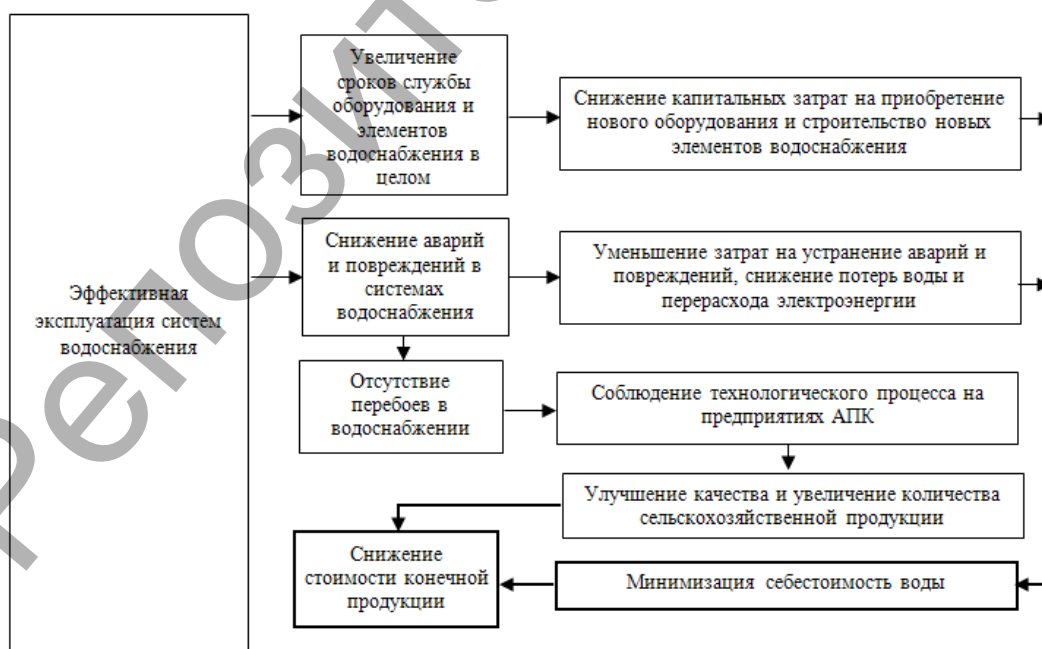 Эффективная
эксплуатация систем
водоснабжения
Увеличение
сроков службы
оборудования и
элементов
водоснабжения в
целом
Снижение капитальных затрат на приобретение
нового оборудования и строительство новых
элементов водоснабжения
Снижение аварий
и повреждений в
системах
водоснабжения
Уменьшение затрат на устранение аварий и
повреждений, снижение потерь воды и
перерасхода электроэнергии
Отсутствие
перебоев в
водоснабжении
Соблюдение технологического процесса на
предприятиях АПК
Улучшение качества и увеличение количества
сельскохозяйственной продукции
Снижение
стоимости конечной
продукции
Минимизация себестоимость воды